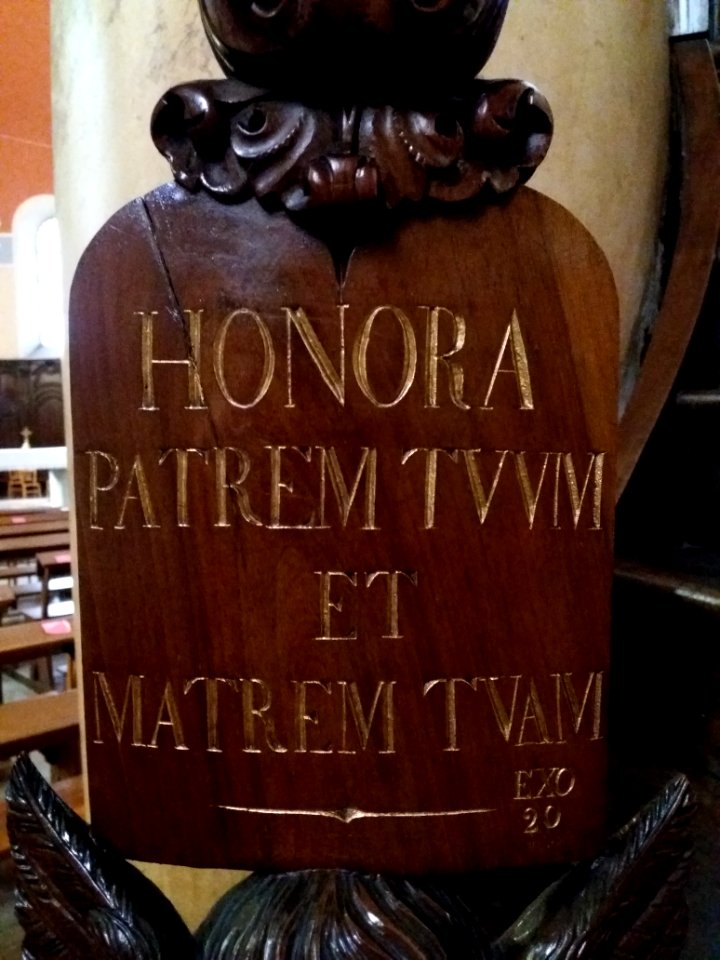 HONORA
PATREM TVVM
ET
MATREM TVAM
EXO
20